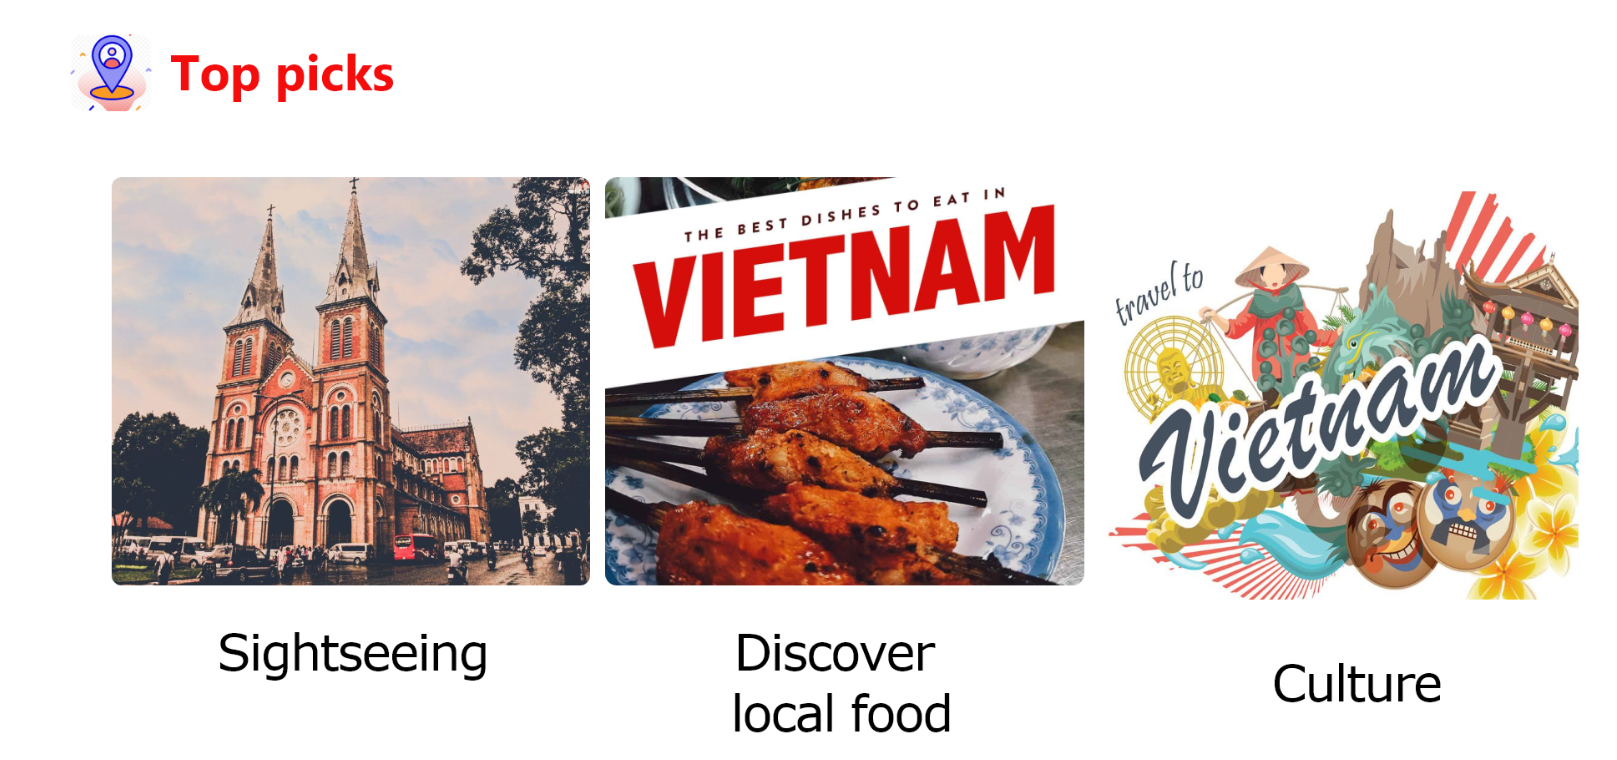 Top picks
THE BEST DISHES TO EAT IN
VIETNAM
travel to
Vietnam
Sightseeing
Discover
local food
Culture